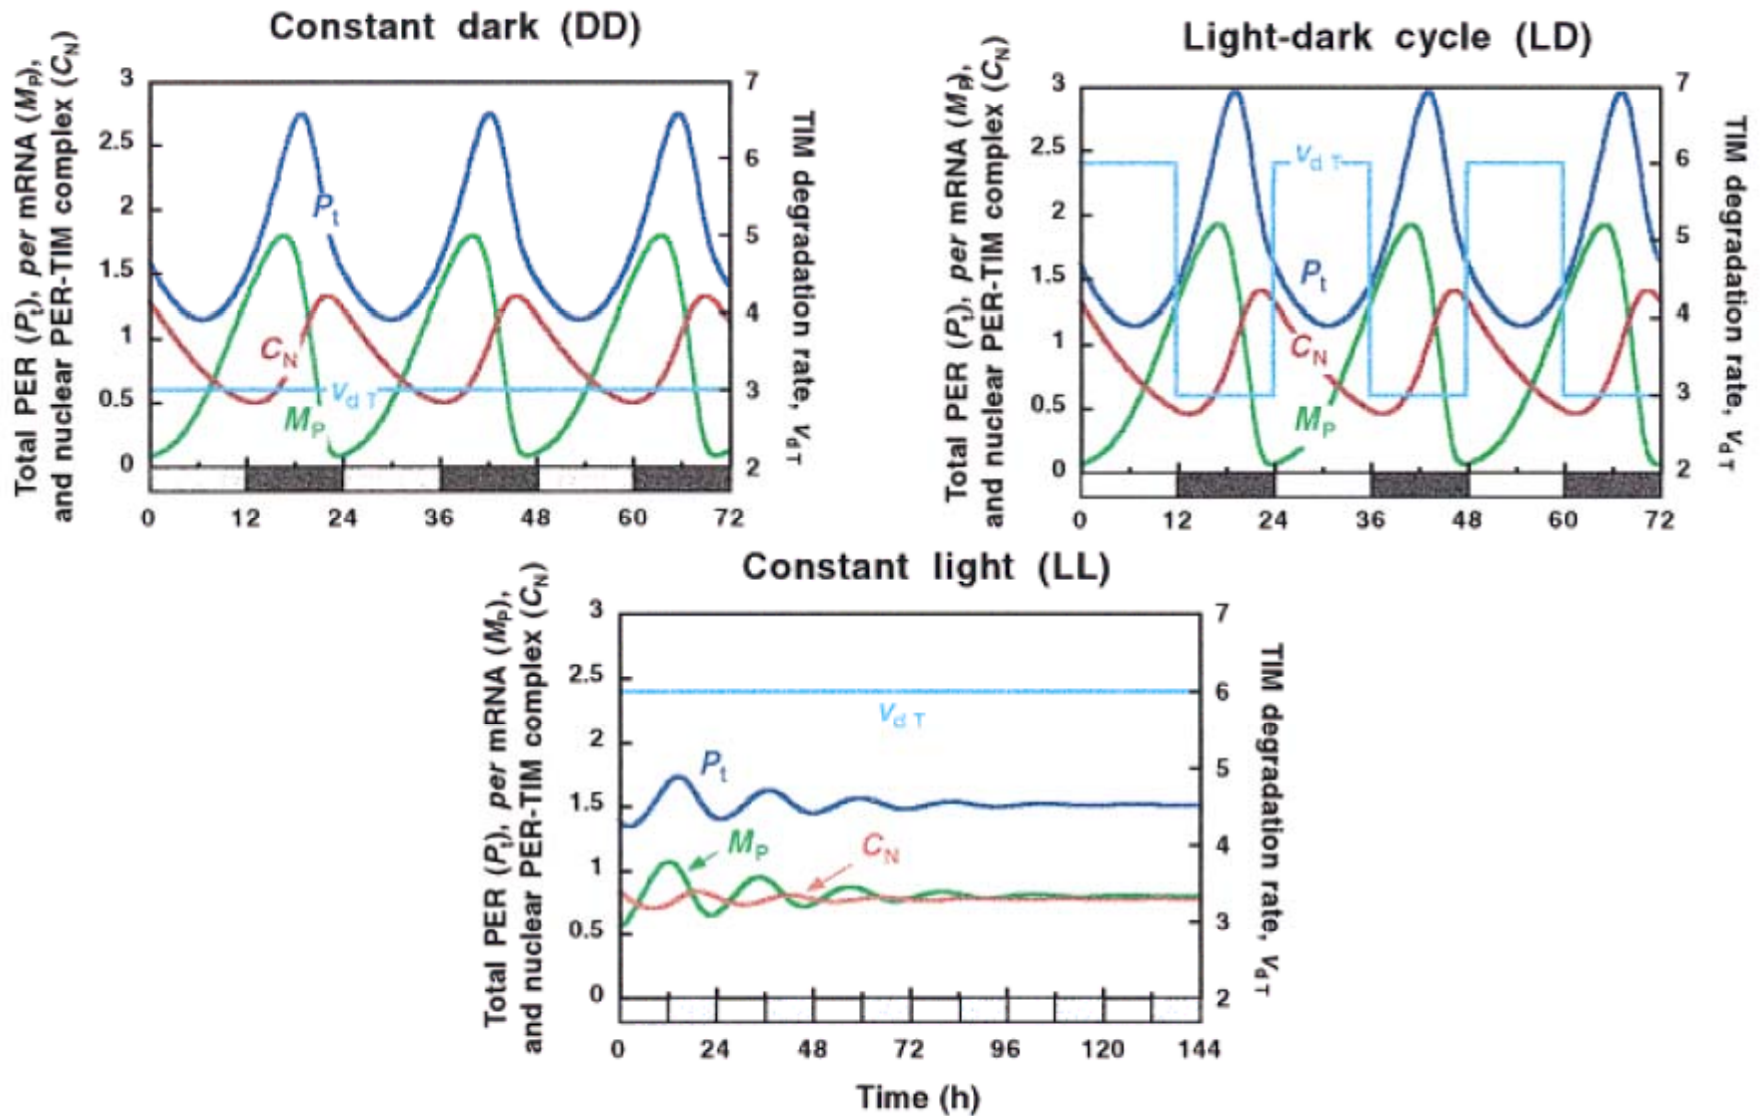 Constant dark (DD)
Total PER (Pt), per mRNA (MP),
and nuclear PER-TIM complex (CN)
3
2.5
2
1.5
1
0.5
0
7
6
5
4
3
2
TIM degradation rate, vdT
Pt
CN
vdT
MP
0 12 24 36 48 60 72
Light-dark cycle (LD)
Total PER (Pt), per mRNA (MP),
and nuclear PER-TIM complex (CN)
3
2.5
2
1.5
1
0.5
0
7
6
5
4
3
2
TIM degradation rate, vdT
vdT
Pt
CN
MP
0 12 24 36 48 60 72
Constant light (LL)
Total PER (Pt), per mRNA (MP),
and nuclear PER-TIM complex (CN)
3
2.5
2
1.5
1
0.5
0
7
6
5
4
3
2
TIM degradation rate, vdT
vdT
Pt
MP
CN
0 24 48 72 96 120 144
Time (h)